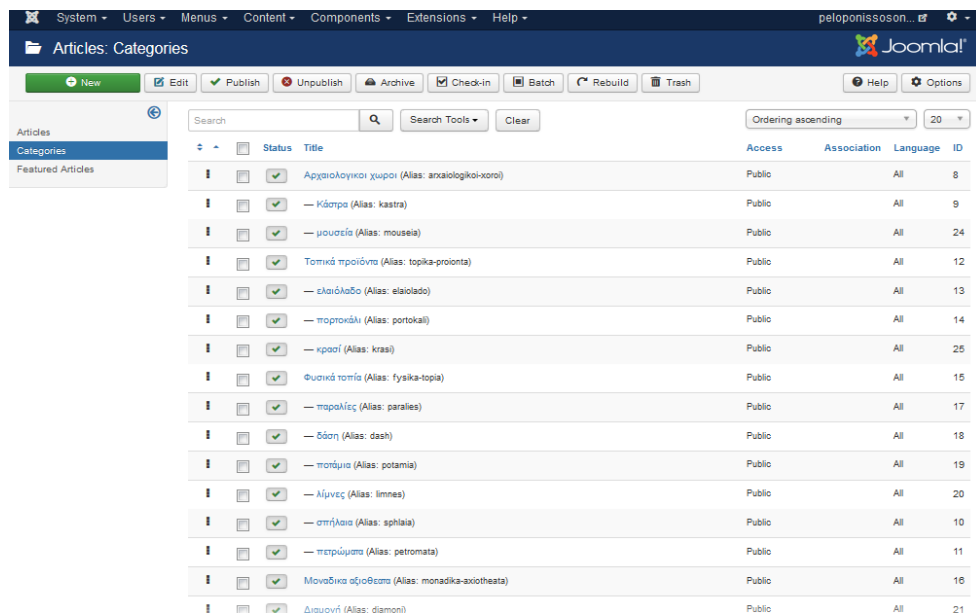 System Users Menus Content Components Extensions Help peloponissoson...
Articles: Categories Joomla!
New Edit Publish Unpublish Archive Check-in Batch Rebuild Trash Help Options
Search Search Tools Clear Ordering ascending 20
Articles
Categories
Featured Articles
Status Title Access Association Language ID
Αρχαιολογικοι χωροι (Alias: arxaiologikoi-xoroi) Public All 8
— Κάστρα (Alias: kastra) Public All 9
— μουσεία (Alias: mouseia) Public All 24
Τοπικά προϊόντα (Alias: topika-proionta) Public All 12
— ελαιόλαδο (Alias: elaiolado) Public All 13
— πορτοκάλι (Alias: portokali) Public All 14
— κρασί (Alias: krasi) Public All 25
Φυσικά τοπία (Alias: fysika-topia) Public All 15
— παραλίες (Alias: paralies) Public All 17
— δάση (Alias: dash) Public All 18
— ποτάμια (Alias: potamia) Public All 19
— λίμνες (Alias: limnes) Public All 20
— σπήλαια (Alias: sphlaia) Public All 10
— πετρώματα (Alias: petromata) Public All 11
Μοναδικα αξιοθεατα (Alias: monadika-axiotheata) Public All 16
Διαμονή (Alias: diamoni) Public All 21